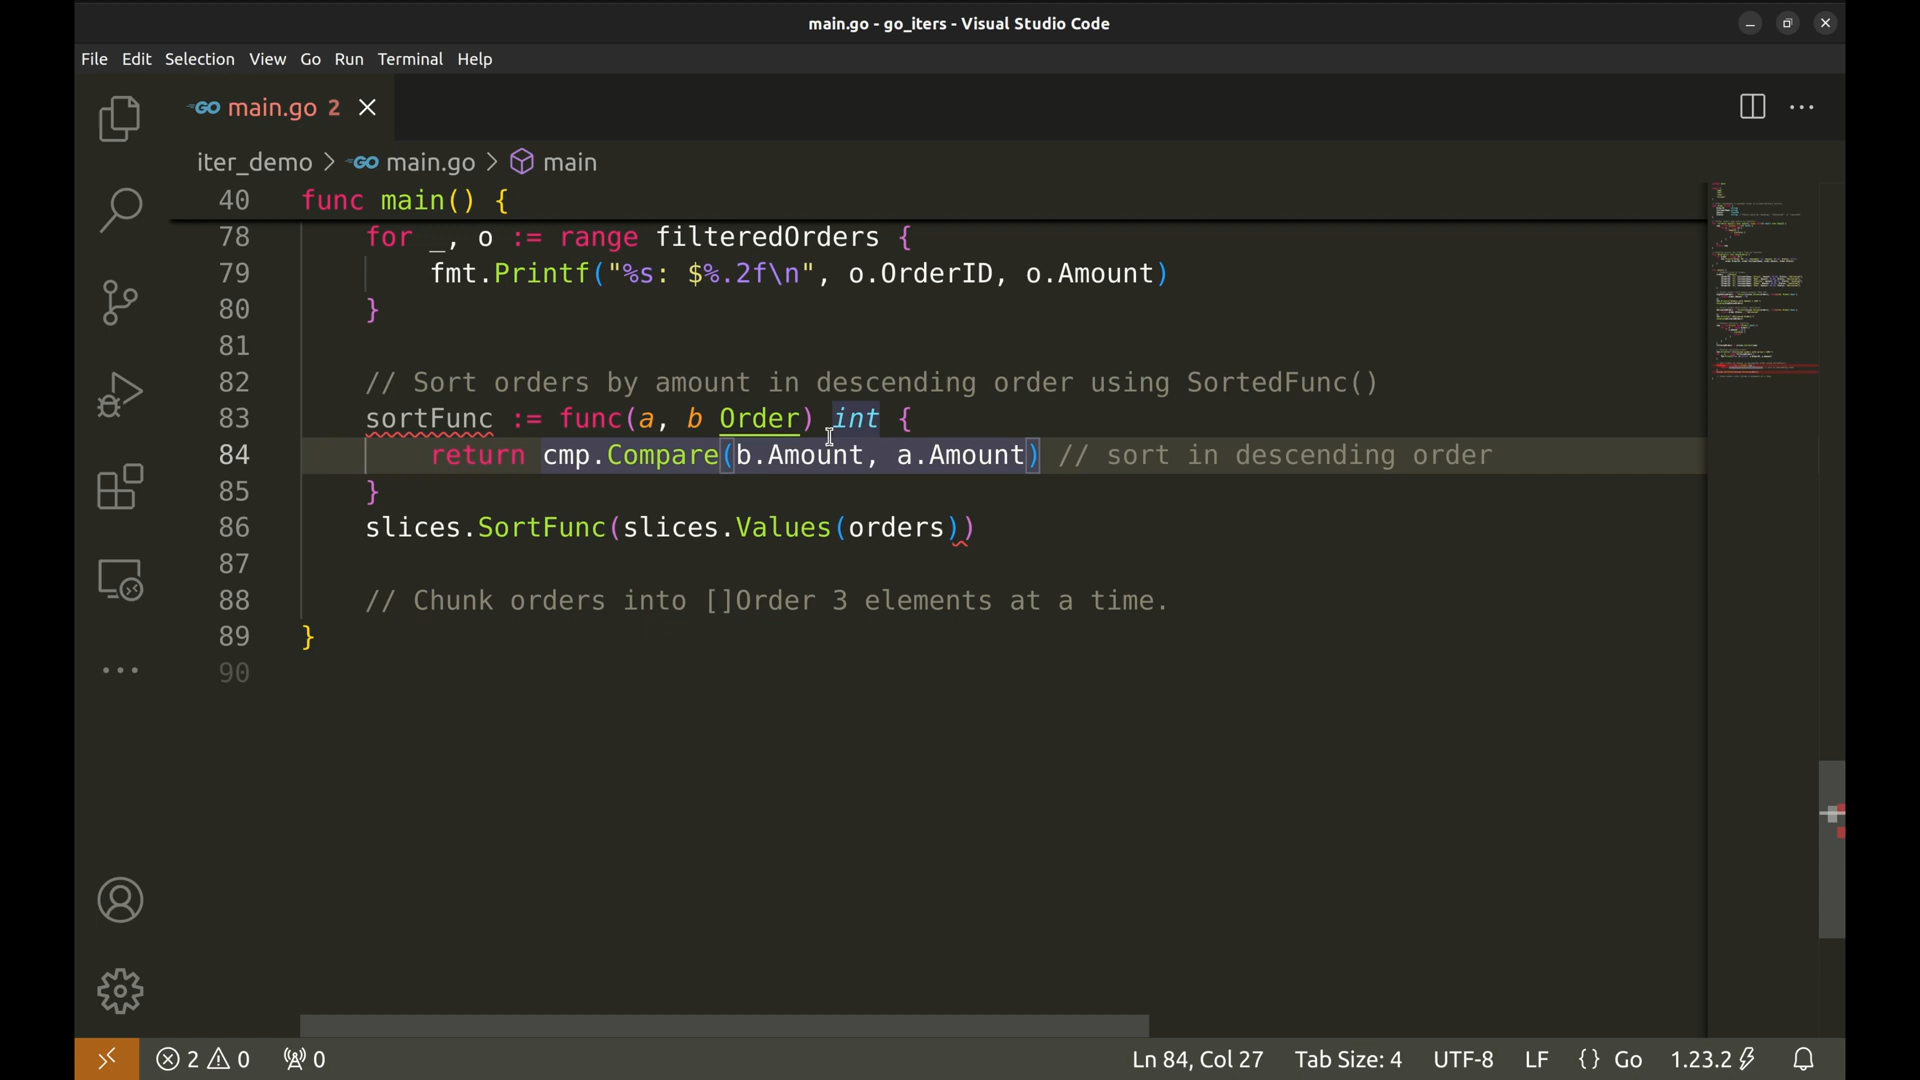 main.go - go_iters - Visual Studio Code
File Edit Selection View Go Run Terminal Help
GO main.go 2
iter_demo > GO main.go > main
40 func main() {
78 for _, o := range filteredOrders {
79 fmt.Printf("%s: $%.2f\n", o.OrderID, o.Amount)
80 }
81
82 // Sort orders by amount in descending order using SortedFunc()
83 sortFunc := func(a, b Order) int {
84 return cmp.Compare(b.Amount, a.Amount) // sort in descending order
85 }
86 slices.SortFunc(slices.Values(orders))
87
88 // Chunk orders into []Order 3 elements at a time.
89 }
90
2 0 0 Ln 84, Col 27 Tab Size: 4 UTF-8 LF {} Go 1.23.2